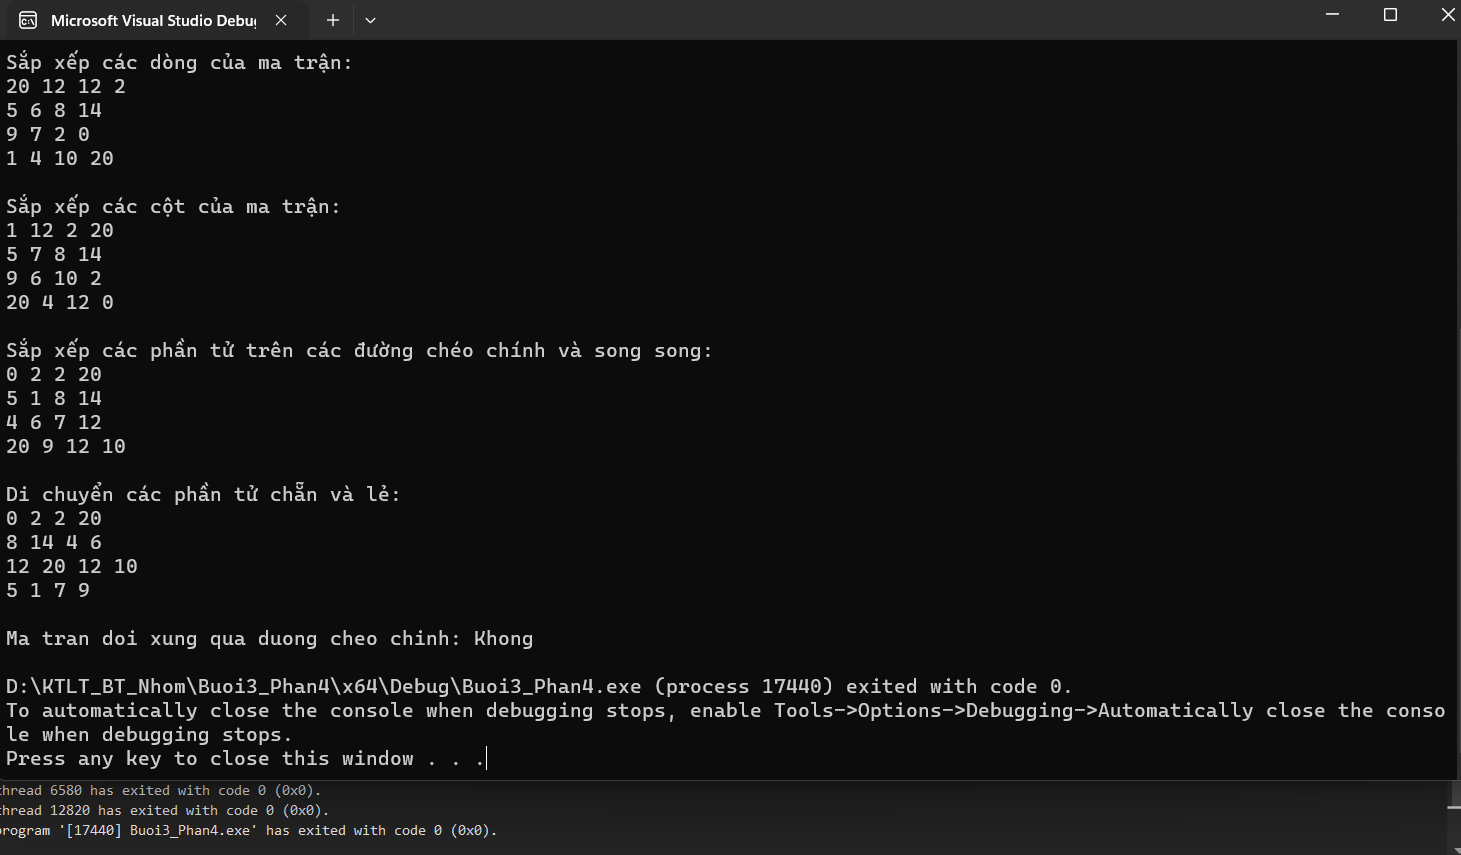 Microsoft Visual Studio Debug
Sắp xếp các dòng của ma trận:
20 12 12 2
5 6 8 14
9 7 2 0
1 4 10 20
Sắp xếp các cột của ma trận:
1 12 2 20
5 7 8 14
9 6 10 2
20 4 12 0
Sắp xếp các phần tử trên các đường chéo chính và song song:
0 2 2 20
5 1 8 14
4 6 7 12
20 9 12 10
Di chuyển các phần tử chẵn và lẻ:
0 2 2 20
8 14 4 6
12 20 12 10
5 1 7 9
Ma tran doi xung qua duong cheo chinh: Khong
D:\KTLT_BT_Nhom\Buoi3_Phan4\x64\Debug\Buoi3_Phan4.exe (process 17440) exited with code 0.
To automatically close the console when debugging stops, enable Tools->Options->Debugging->Automatically close the conso
le when debugging stops.
Press any key to close this window . . .
hread 6580 has exited with code 0 (0x0).
hread 12820 has exited with code 0 (0x0).
rogram '[17440] Buoi3_Phan4.exe' has exited with code 0 (0x0).